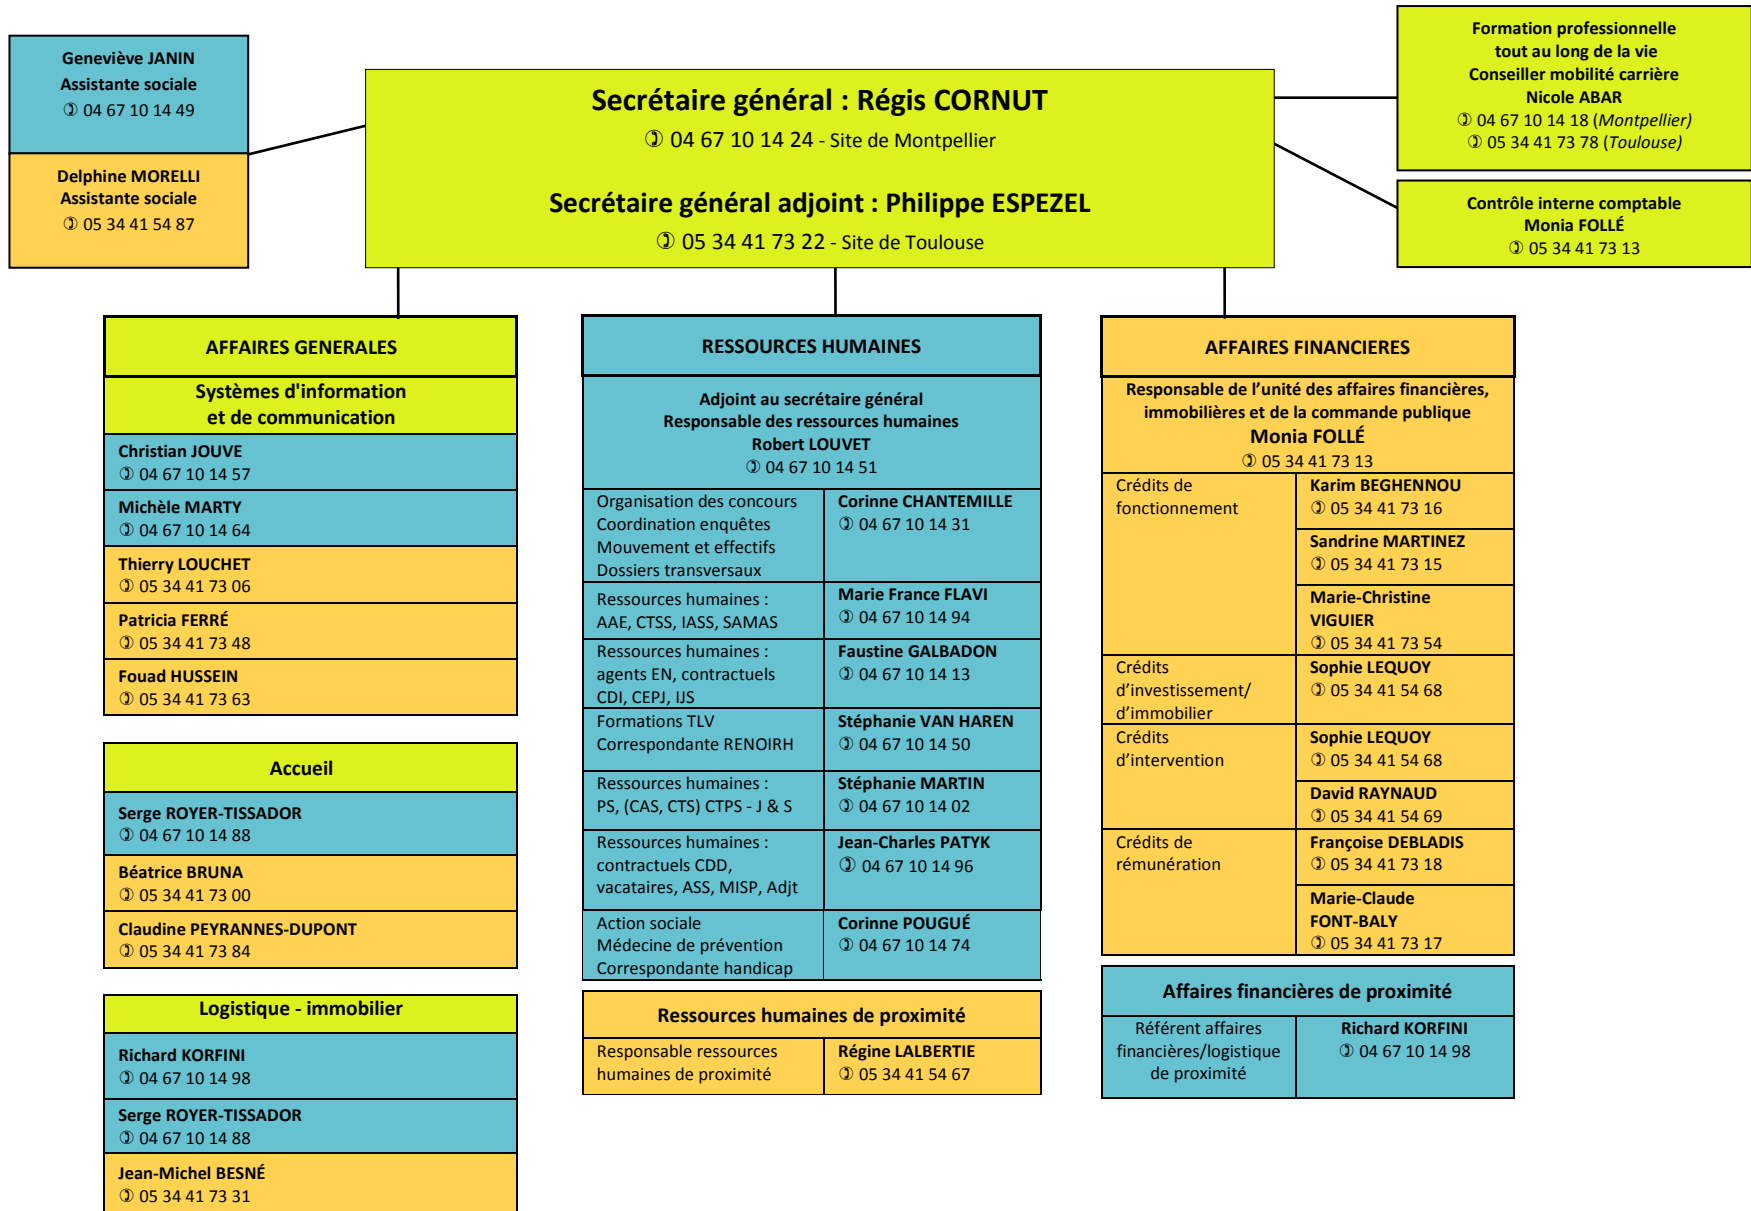 Geneviève JANIN
Assistante sociale
✆ 04 67 10 14 49
Delphine MORELLI
Assistante sociale
✆ 05 34 41 54 87
Secrétaire général : Régis CORNUT
✆ 04 67 10 14 24 - Site de Montpellier
Secrétaire général adjoint : Philippe ESPEZEL
✆ 05 34 41 73 22 - Site de Toulouse
Formation professionnelle
tout au long de la vie
Conseiller mobilité carrière
Nicole ABAR
✆ 04 67 10 14 18 (Montpellier)
✆ 05 34 41 73 78 (Toulouse)
Contrôle interne comptable
Monia FOLLÉ
✆ 05 34 41 73 13
AFFAIRES GENERALES
Systèmes d'information
et de communication
Christian JOUVE
✆ 04 67 10 14 57
Michèle MARTY
✆ 04 67 10 14 64
Thierry LOUCHET
✆ 05 34 41 73 06
Patricia FERRÉ
✆ 05 34 41 73 48
Fouad HUSSEIN
✆ 05 34 41 73 63
Accueil
Serge ROYER-TISSADOR
✆ 04 67 10 14 88
Béatrice BRUNA
✆ 05 34 41 73 00
Claudine PEYRANNES-DUPONT
✆ 05 34 41 73 84
Logistique - immobilier
Richard KORFINI
✆ 04 67 10 14 98
Serge ROYER-TISSADOR
✆ 04 67 10 14 88
Jean-Michel BESNÉ
✆ 05 34 41 73 31
RESSOURCES HUMAINES
Adjoint au secrétaire général
Responsable des ressources humaines
Robert LOUVET
✆ 04 67 10 14 51
Organisation des concours
Coordination enquêtes
Mouvement et effectifs
Dossiers transversaux
Corinne CHANTEMILLE
✆ 04 67 10 14 31
Ressources humaines :
AAE, CTSS, IASS, SAMAS
Marie France FLAVI
✆ 04 67 10 14 94
Ressources humaines :
agents EN, contractuels
CDI, CEPJ, IJS
Faustine GALBADON
✆ 04 67 10 14 13
Formations TLV
Correspondante RENOIRH
Stéphanie VAN HAREN
✆ 04 67 10 14 50
Ressources humaines :
PS, (CAS, CTS) CTPS - J & S
Stéphanie MARTIN
✆ 04 67 10 14 02
Ressources humaines :
contractuels CDD,
vacataires, ASS, MISP, Adjt
Jean-Charles PATYK
✆ 04 67 10 14 96
Action sociale
Médecine de prévention
Correspondante handicap
Corinne POUGUÉ
✆ 04 67 10 14 74
Ressources humaines de proximité
Responsable ressources
humaines de proximité
Régine LALBERTIE
✆ 05 34 41 54 67
AFFAIRES FINANCIERES
Responsable de l’unité des affaires financières,
immobilières et de la commande publique
Monia FOLLÉ
✆ 05 34 41 73 13
Crédits de
fonctionnement
Karim BEGHENNOU
✆ 05 34 41 73 16
Sandrine MARTINEZ
✆ 05 34 41 73 15
Marie-Christine
VIGUIER
✆ 05 34 41 73 54
Crédits
d’investissement/
d’immobilier
Sophie LEQUOY
✆ 05 34 41 54 68
Crédits
d’intervention
Sophie LEQUOY
✆ 05 34 41 54 68
David RAYNAUD
✆ 05 34 41 54 69
Crédits de
rémunération
Françoise DEBLADIS
✆ 05 34 41 73 18
Marie-Claude
FONT-BALY
✆ 05 34 41 73 17
Affaires financières de proximité
Référent affaires
financières/logistique
de proximité
Richard KORFINI
✆ 04 67 10 14 98